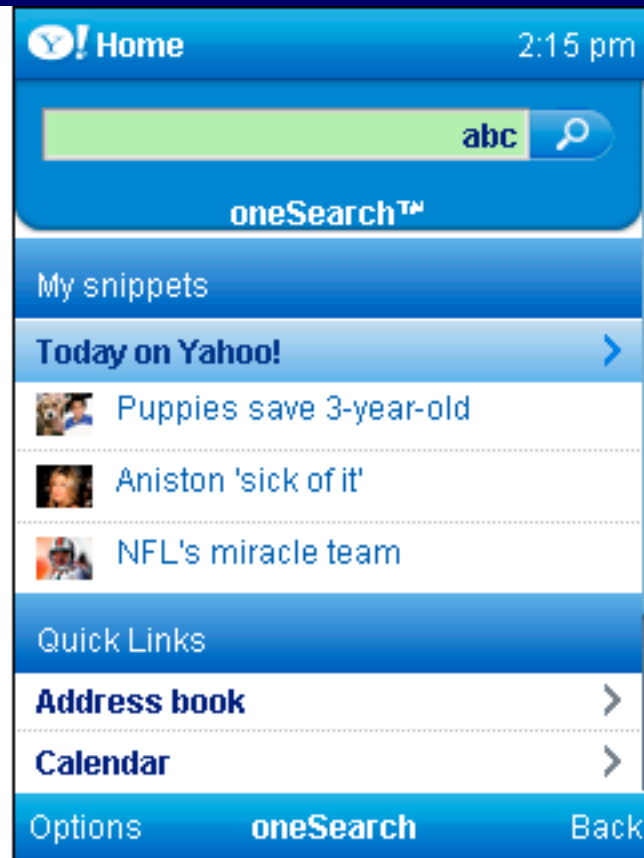 Y! Home 2:15 pm
abc
oneSearch™
My snippets
Today on Yahoo!
Puppies save 3-year-old
Aniston 'sick of it'
NFL's miracle team
Quick Links
Address book
Calendar
Options oneSearch Back